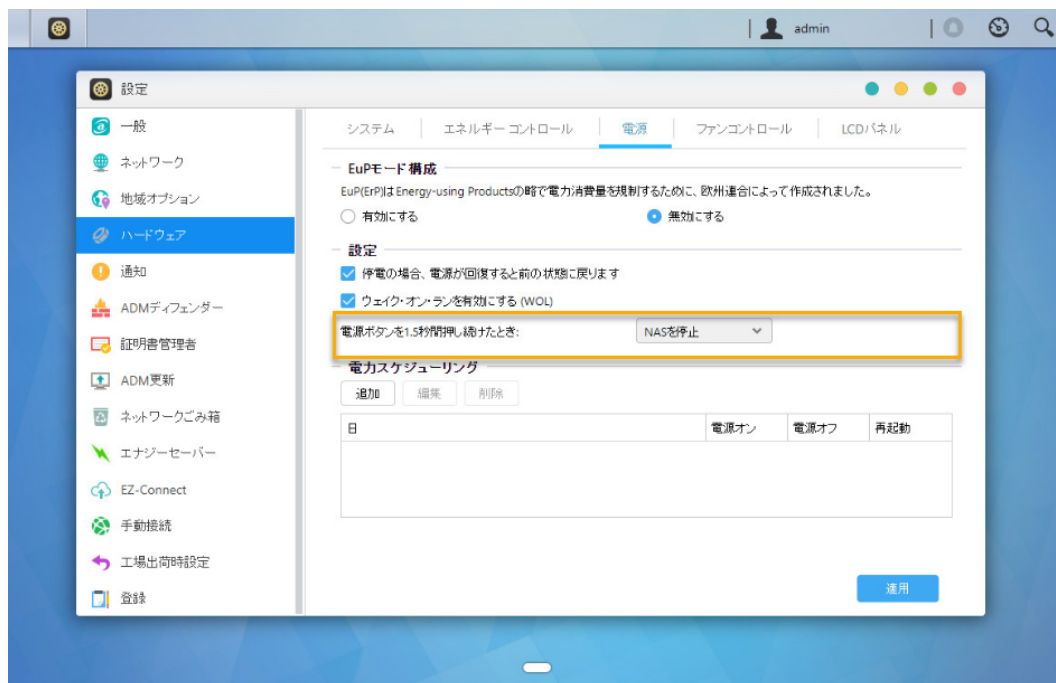 admin
設定
一般
ネットワーク
地域オプション
ハードウェア
通知
ADMディフェンダー
証明書管理者
ADM更新
ネットワークごみ箱
エナジーセーバー
EZ-Connect
手動接続
工場出荷時設定
登録
システム エネルギー コントロール 電源 ファンコントロール LCDパネル
EuPモード構成
EuP(ErP)はEnergy-using Productsの略で電力消費量を規制するために、欧州連合によって作成されました。
有効にする 無効にする
設定
停電の場合、電源が回復すると前の状態に戻ります
ウェイク・オン・ランを有効にする (WOL)
電源ボタンを1.5秒間押し続けたとき: NASを停止
電力スケジューリング
追加 編集 削除
日 電源オン 電源オフ 再起動
適用